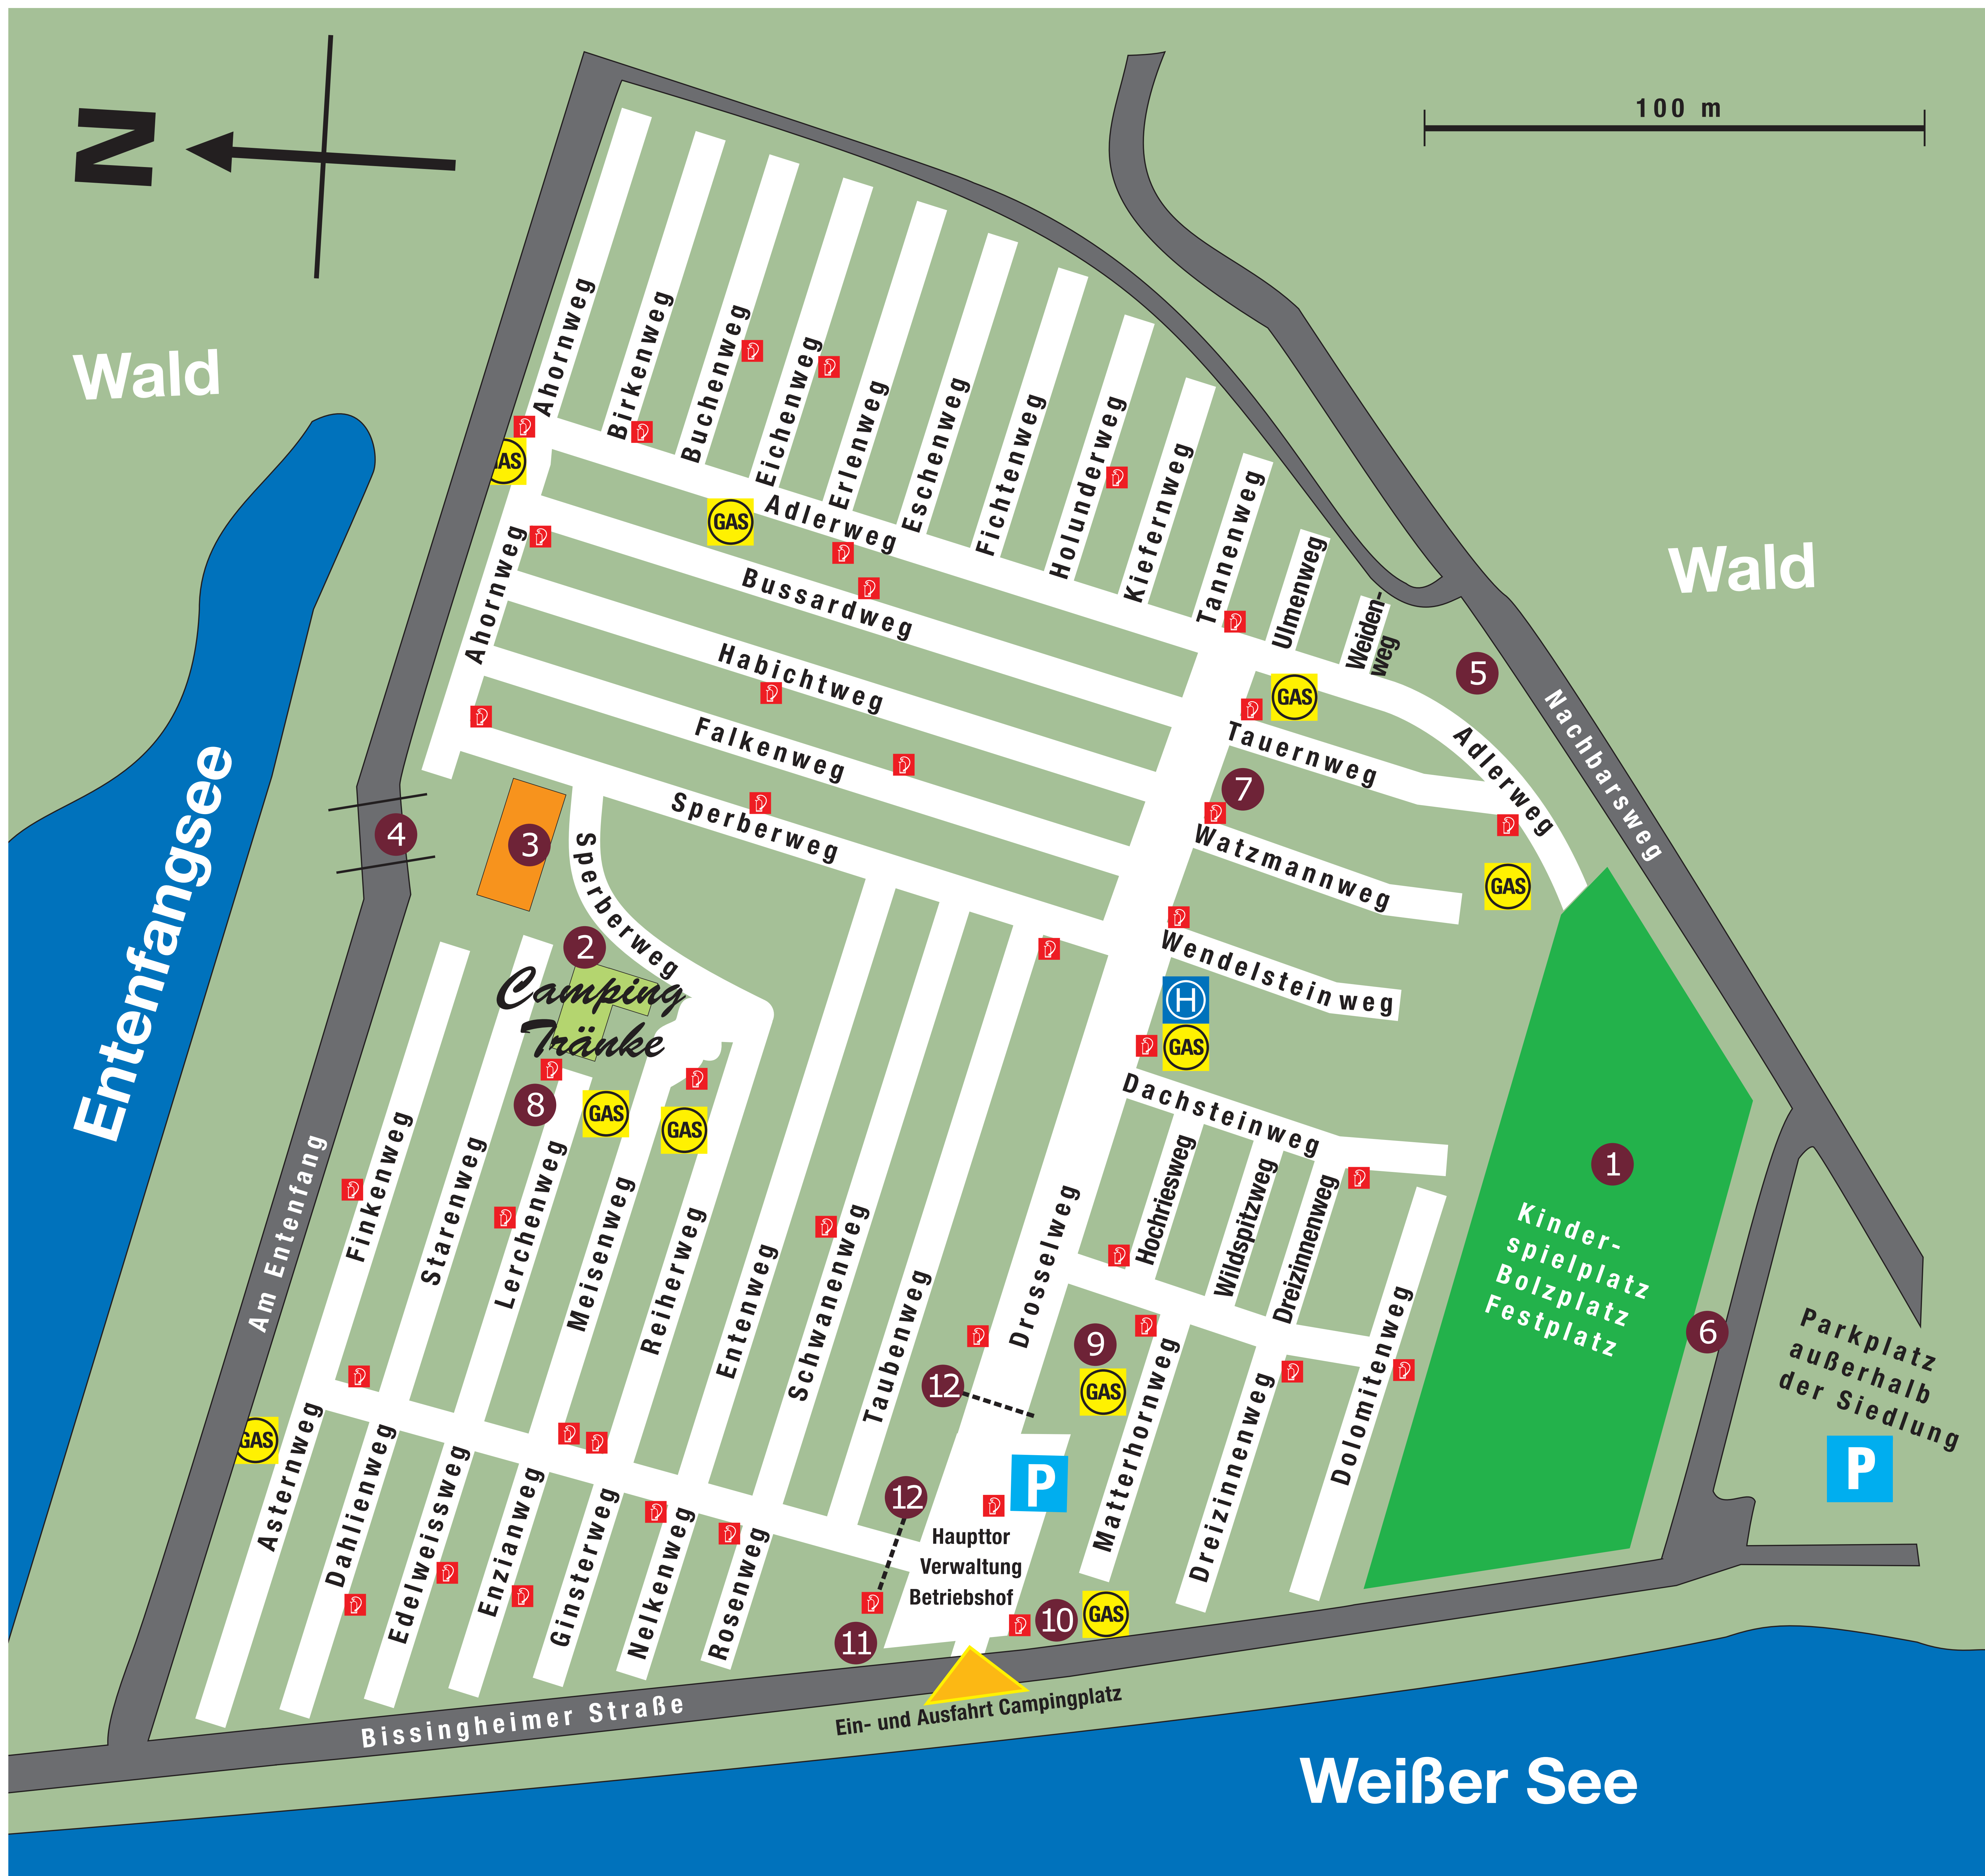 N
100 m
Wald
Wald
Entenfangsee
Weißer See
Ahornweg
Birkenweg
Buchenweg
Eichenweg
Erlenweg
Eschenweg
Fichtenweg
Holunderweg
Kiefernweg
Tannenweg
Ulmenweg
Weiden-
weg
GAS
GAS
Adlerweg
Ahornweg
Bussardweg
Habichtweg
Falkenweg
Sperberweg
GAS
5
Nachbarsweg
Adlerweg
Tauernweg
7
Watzmannweg
GAS
Wendelsteinweg
H
GAS
4
3
Sperberweg
2
Camping
Tränke
8
GAS
GAS
Dachsteinweg
Hochriesweg
Wildspitzweg
Dreizinnenweg
1
Kinder-
spielplatz
Bolzplatz
Festplatz
6
Parkplatz
außerhalb
der Siedlung
P
Am Entenfang
Finkenweg
Starenweg
Lerchenweg
Meisenweg
Reiherweg
Entenweg
Schwanenweg
Taubenweg
Drosselweg
9
GAS
12
Matterhornweg
Dreizinnenweg
Dolomitenweg
GAS
Asternweg
Dahlienweg
Edelweissweg
Enzianweg
Ginsterweg
Nelkenweg
Rosenweg
12
P
Haupttor
Verwaltung
Betriebshof
11
10
GAS
Bissingheimer Straße
Ein- und Ausfahrt Campingplatz